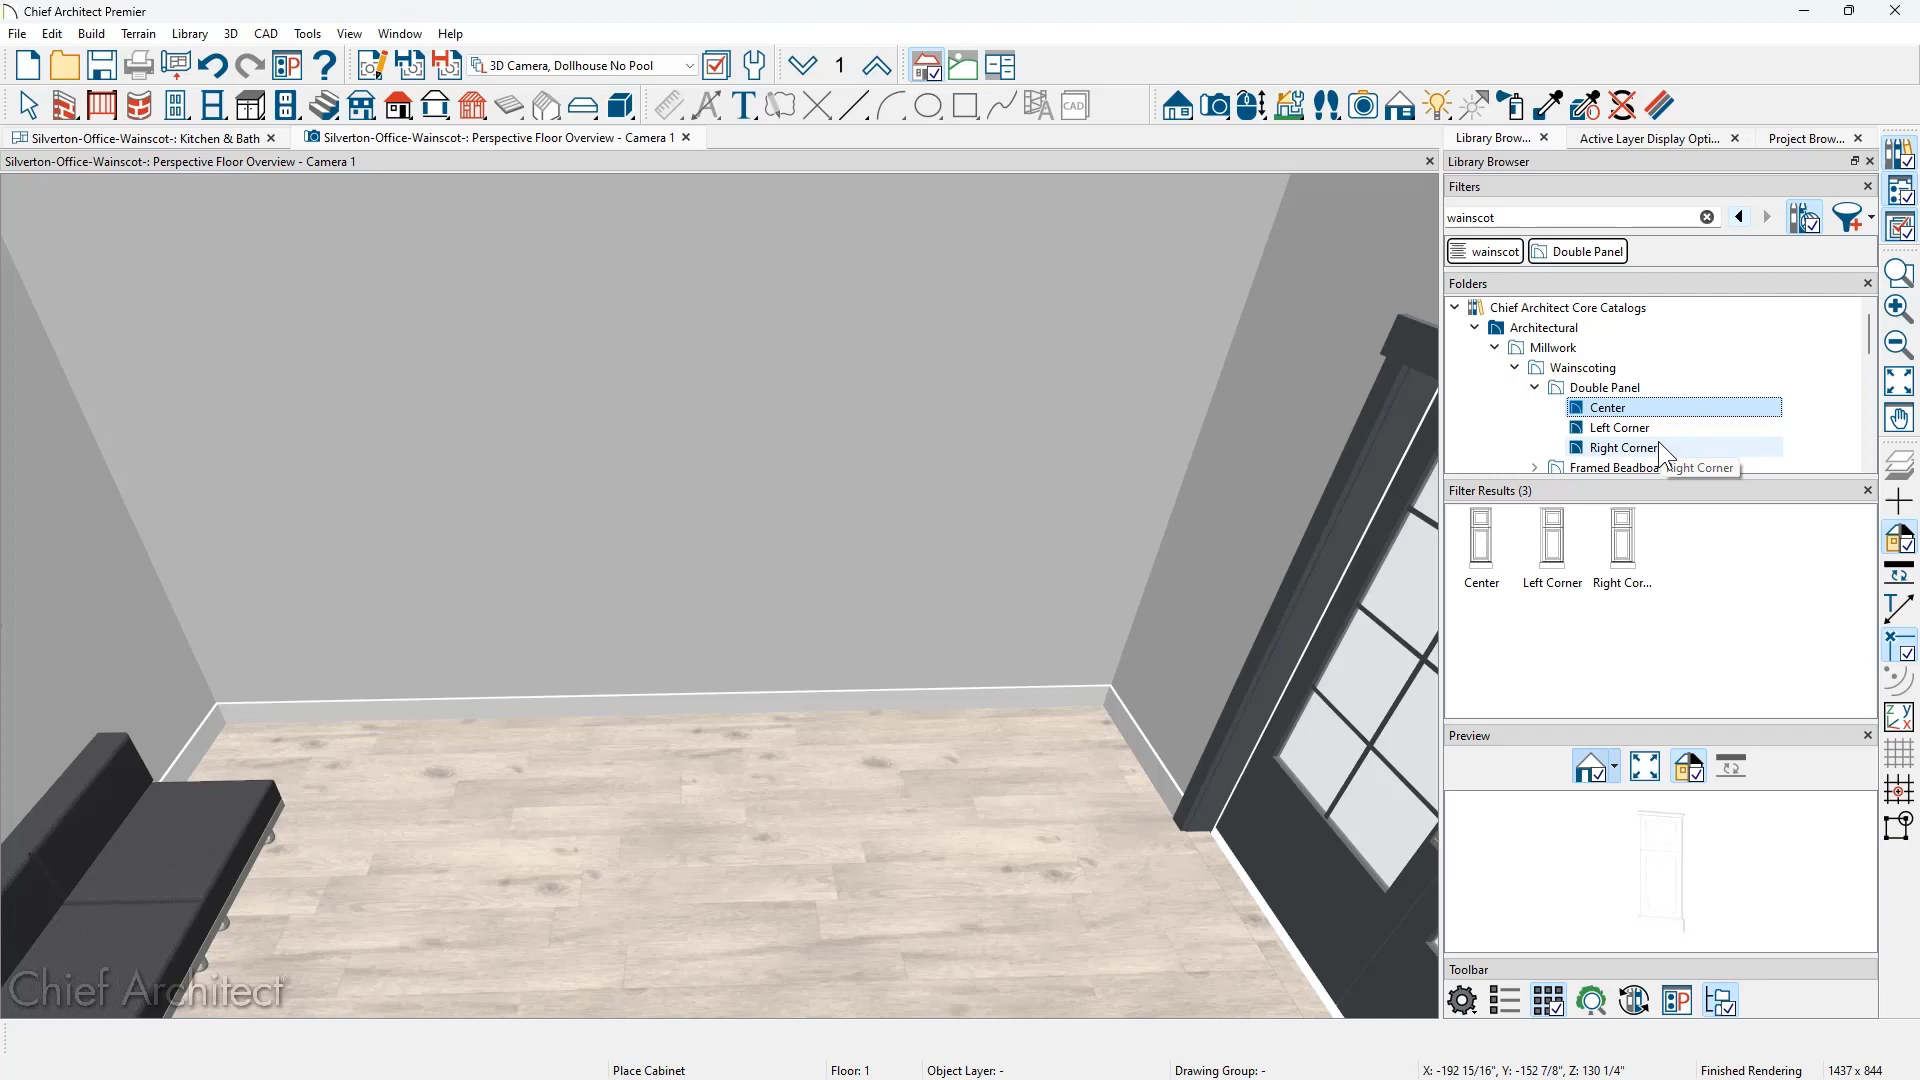 Chief Architect Premier
File Edit Build Terrain Library 3D CAD Tools View Window Help
3D Camera, Dollhouse No Pool
1
CAD
Silverton-Office-Wainscot-: Kitchen & Bath
Silverton-Office-Wainscot-: Perspective Floor Overview - Camera 1
Library Brow...
Active Layer Display Opti...
Project Brow...
Silverton-Office-Wainscot-: Perspective Floor Overview - Camera 1
Library Browser
Filters
wainscot
wainscot
Double Panel
Folders
Chief Architect Core Catalogs
Architectural
Millwork
Wainscoting
Double Panel
Center
Left Corner
Right Corner
Framed Beadboa
Right Corner
Filter Results (3)
Center
Left Corner
Right Cor...
Preview
Toolbar
Chief Architect
Place Cabinet
Floor: 1
Object Layer: -
Drawing Group: -
X: -192 15/16", Y: -152 7/8", Z: 130 1/4"
Finished Rendering
1437 x 844